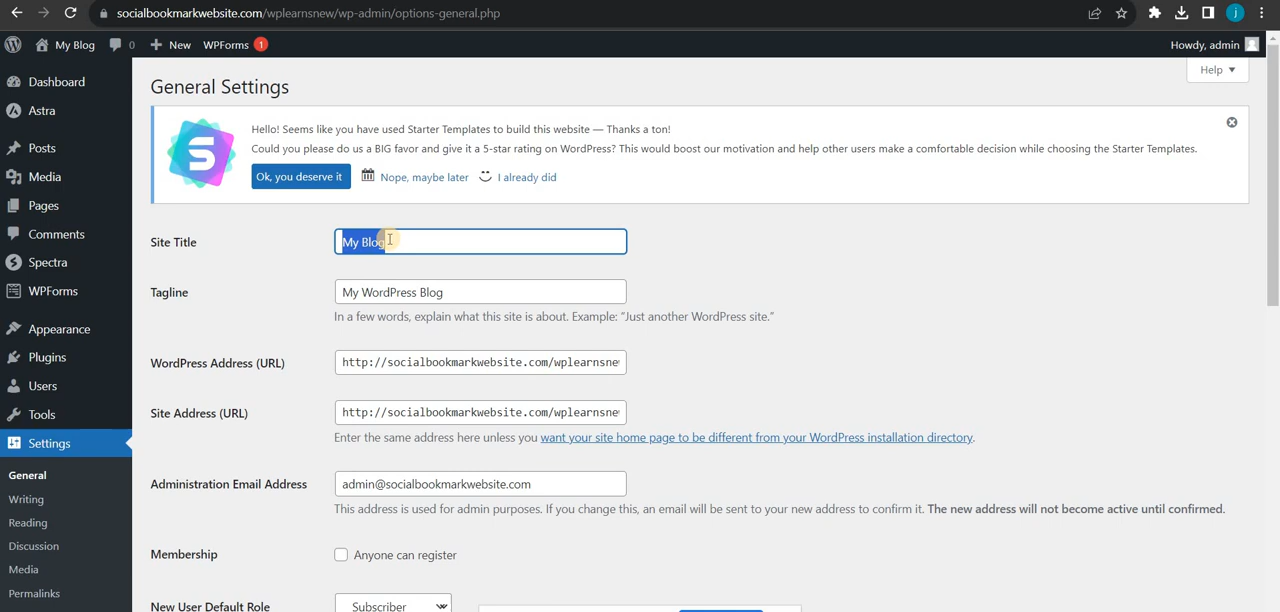 socialbookmarkwebsite.com/wplearnsnew/wp-admin/options-general.php
j
My Blog 0 New WPForms 1
Howdy, admin
Help
Dashboard
Astra
Posts
Media
Pages
Comments
Spectra
WPForms
Appearance
Plugins
Users
Tools
Settings
General
Writing
Reading
Discussion
Media
Permalinks
General Settings
S
Hello! Seems like you have used Starter Templates to build this website — Thanks a ton!
Could you please do us a BIG favor and give it a 5-star rating on WordPress? This would boost our motivation and help other users make a comfortable decision while choosing the Starter Templates.
Ok, you deserve it Nope, maybe later I already did
Site Title My Blog
Tagline My WordPress Blog
In a few words, explain what this site is about. Example: “Just another WordPress site.”
WordPress Address (URL) http://socialbookmarkwebsite.com/wplearnsne
Site Address (URL) http://socialbookmarkwebsite.com/wplearnsne
Enter the same address here unless you want your site home page to be different from your WordPress installation directory.
Administration Email Address admin@socialbookmarkwebsite.com
This address is used for admin purposes. If you change this, an email will be sent to your new address to confirm it. The new address will not become active until confirmed.
Membership Anyone can register
New User Default Role Subscriber